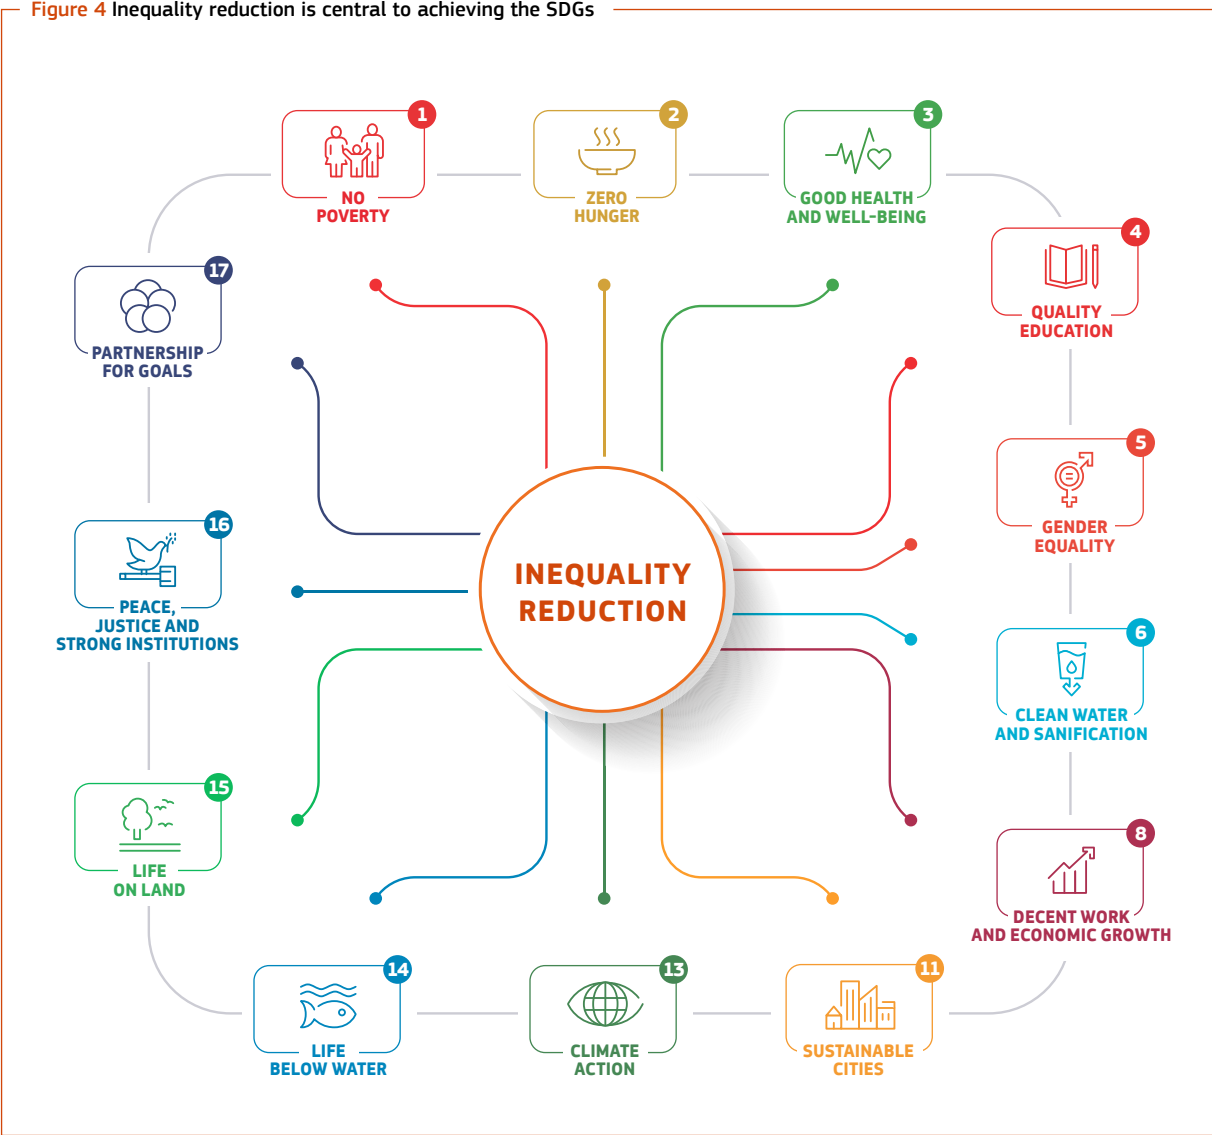 Figure 4 Inequality reduction is central to achieving the SDGs
1
NO
POVERTY
2
ZERO
HUNGER
3
GOOD HEALTH
AND WELL-BEING
4
QUALITY
EDUCATION
5
GENDER
EQUALITY
6
CLEAN WATER
AND SANIFICATION
8
DECENT WORK
AND ECONOMIC GROWTH
11
SUSTAINABLE
CITIES
13
CLIMATE
ACTION
14
LIFE
BELOW WATER
15
LIFE
ON LAND
16
PEACE,
JUSTICE AND
STRONG INSTITUTIONS
17
PARTNERSHIP
FOR GOALS
INEQUALITY
REDUCTION